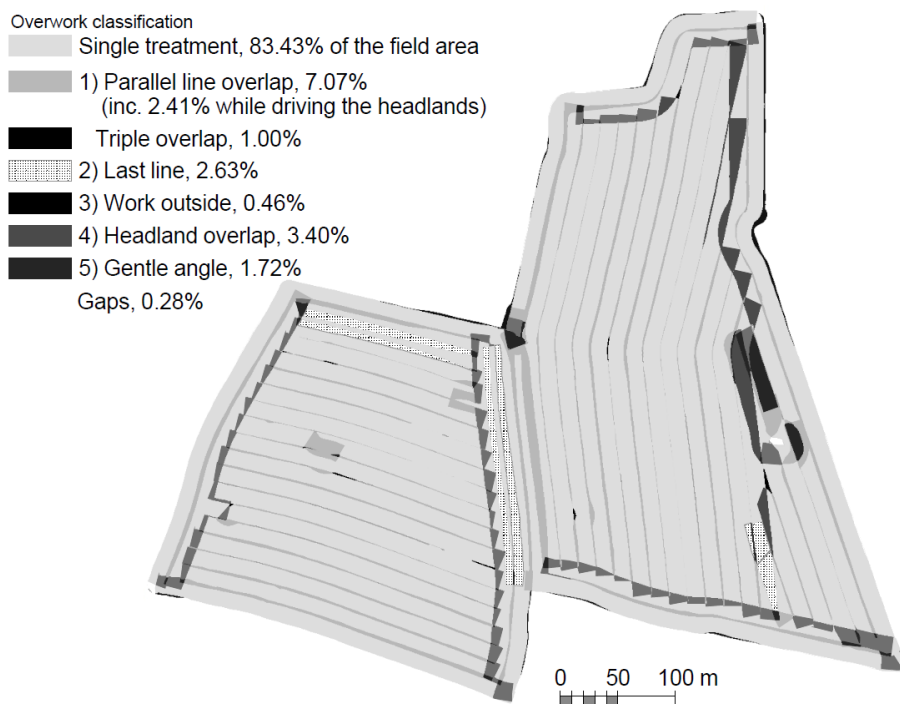 Overwork classification
Single treatment, 83.43% of the field area
1) Parallel line overlap, 7.07%
(inc. 2.41% while driving the headlands)
Triple overlap, 1.00%
2) Last line, 2.63%
3) Work outside, 0.46%
4) Headland overlap, 3.40%
5) Gentle angle, 1.72%
Gaps, 0.28%
0 50 100 m